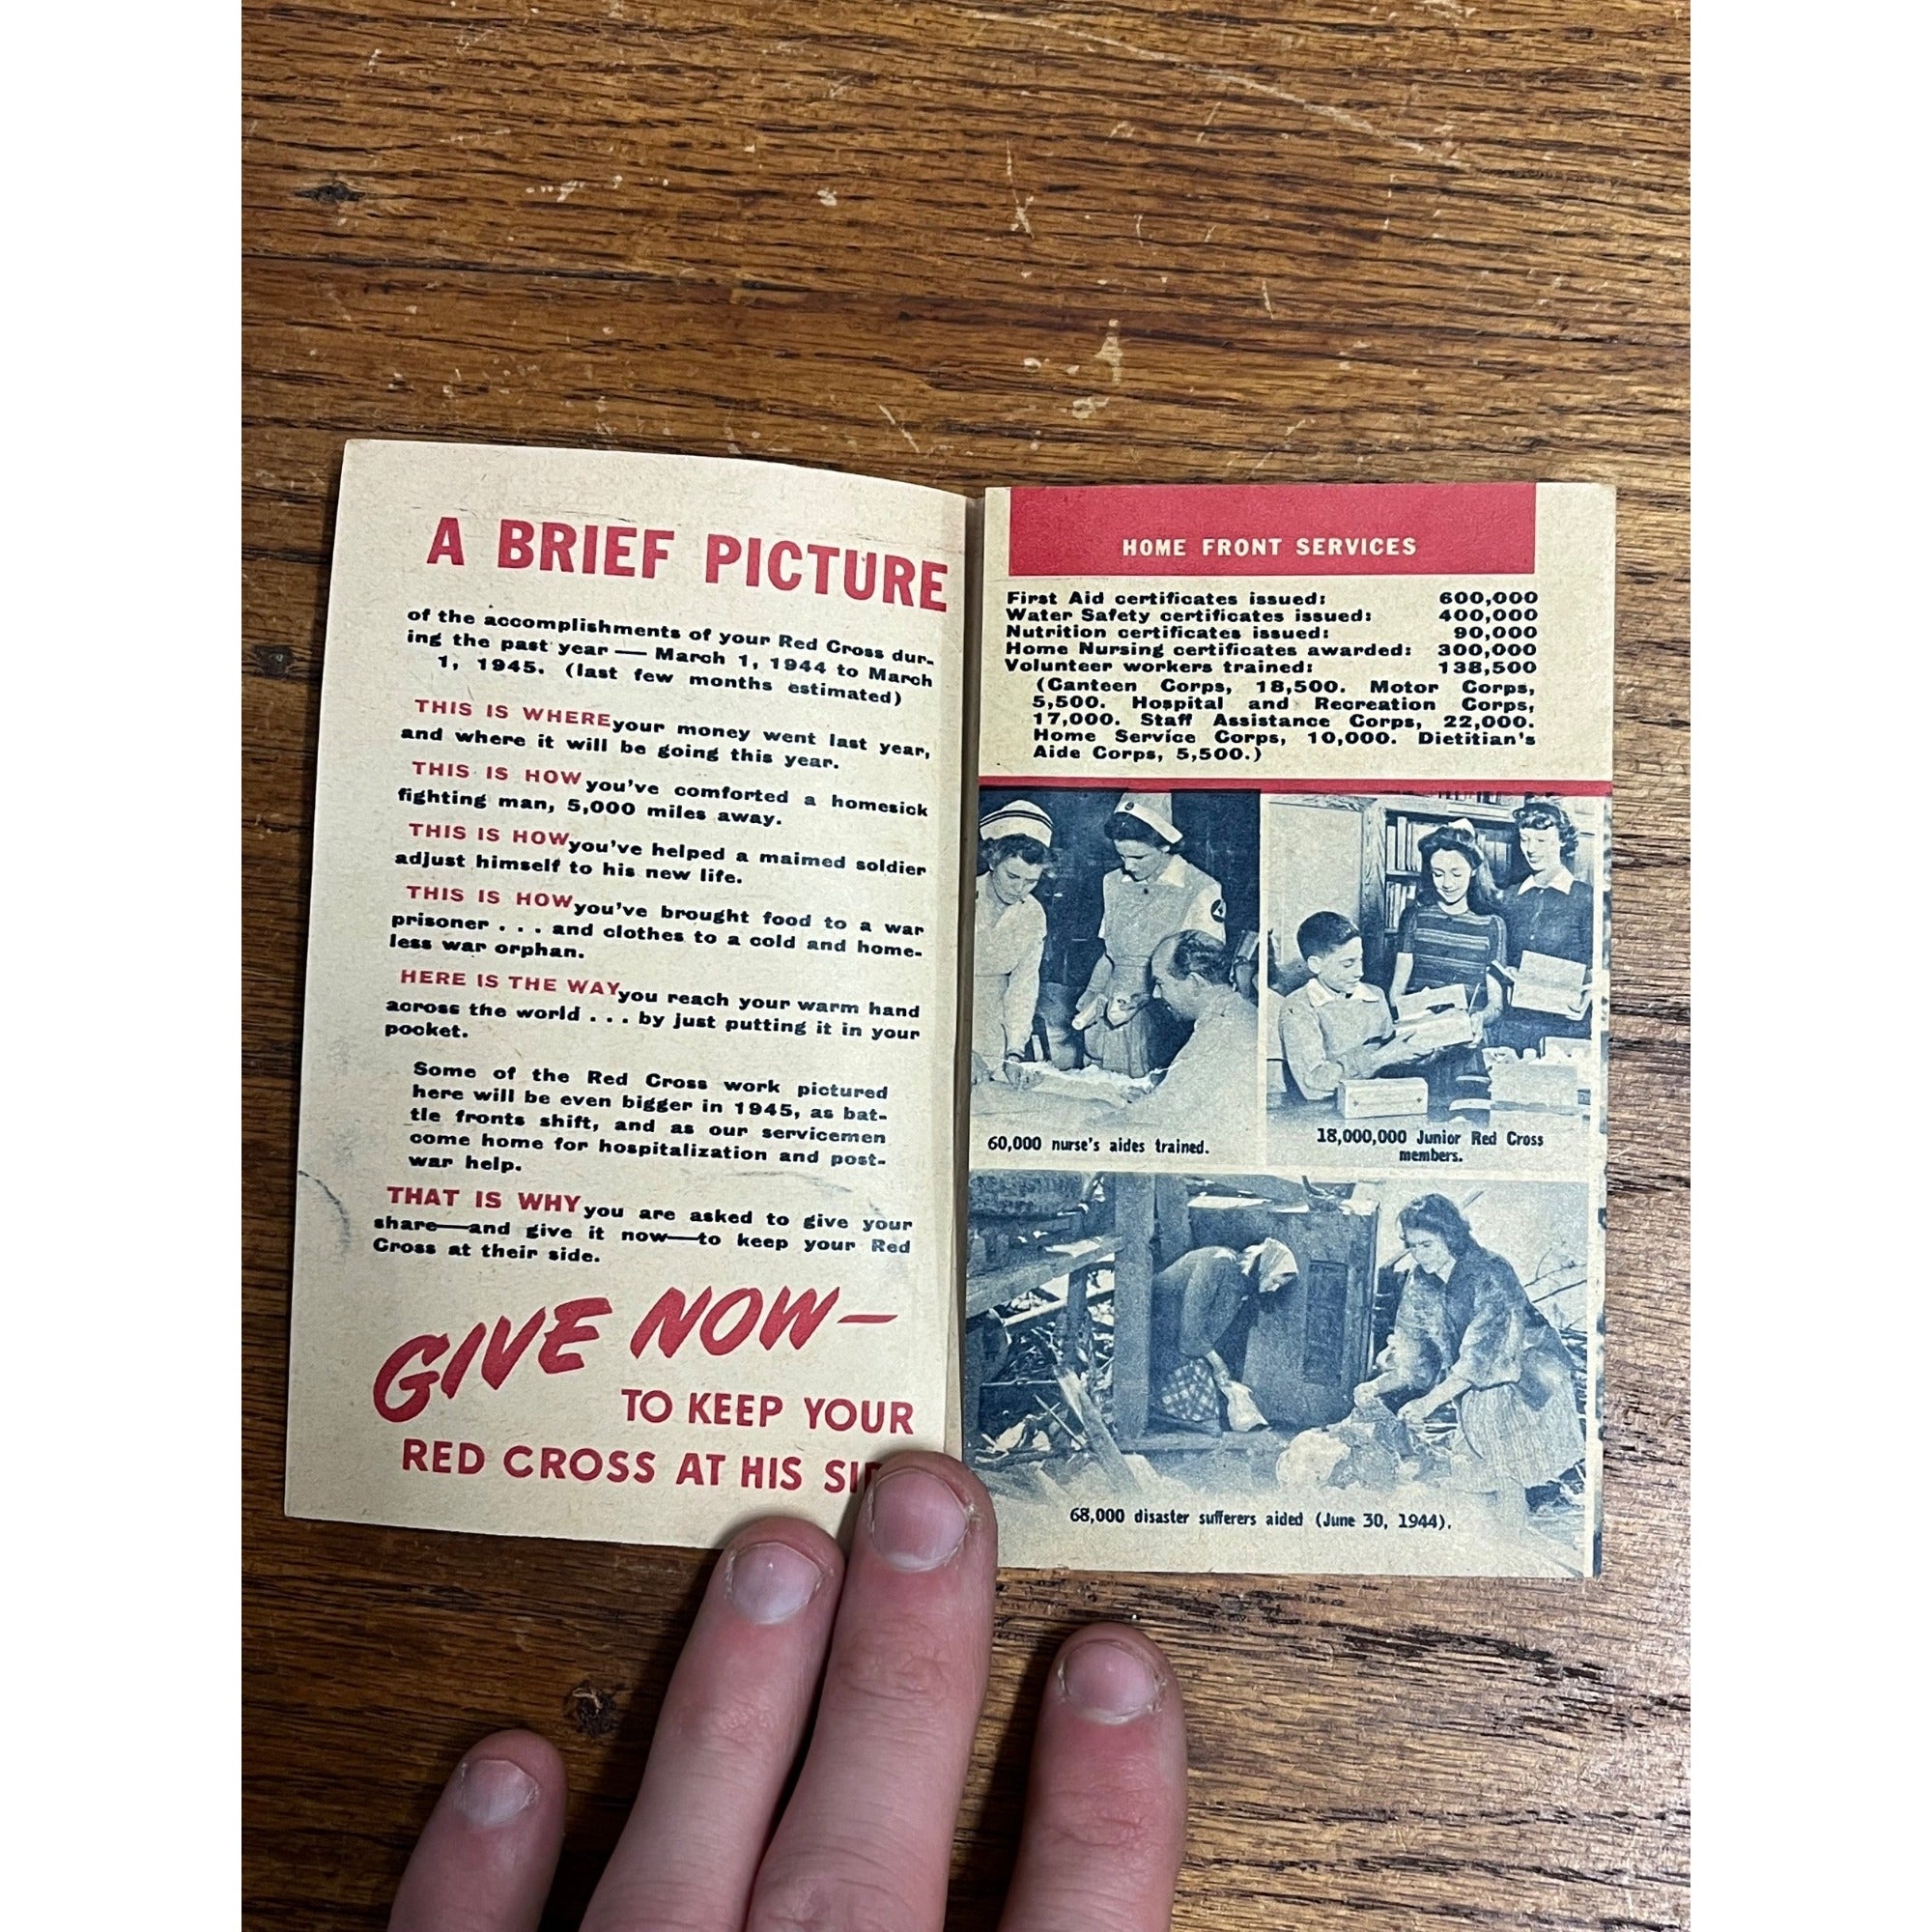 A BRIEF PICTURE
of the accomplishments of your Red Cross dur-
ing the past year — March 1, 1944 to March
1, 1945. (last few months estimated)
THIS IS WHERE your money went last year,
and where it will be going this year.
THIS IS HOW you've comforted a homesick
fighting man, 5,000 miles away.
THIS IS HOW you've helped a maimed soldier
adjust himself to his new life.
THIS IS HOW you've brought food to a war
prisoner . . . and clothes to a cold and home-
less war orphan.
HERE IS THE WAY you reach your warm hand
across the world . . . by just putting it in your
pocket.
Some of the Red Cross work pictured
here will be even bigger in 1945, as bat-
tle fronts shift, and as our servicemen
come home for hospitalization and post-
war help.
THAT IS WHY you are asked to give your
share—and give it now—to keep your Red
Cross at their side.
GIVE NOW—
TO KEEP YOUR
RED CROSS AT HIS
HOME FRONT SERVICES
First Aid certificates issued: 600,000
Water Safety certificates issued: 400,000
Nutrition certificates issued: 90,000
Home Nursing certificates awarded: 300,000
Volunteer workers trained: 138,500
(Canteen Corps, 18,500. Motor Corps,
5,500. Hospital and Recreation Corps,
17,000. Staff Assistance Corps, 22,000.
Home Service Corps, 10,000. Dietitian's
Aide Corps, 5,500.)
60,000 nurse's aides trained.
18,000,000 Junior Red Cross
members.
68,000 disaster sufferers aided (June 30, 1944).